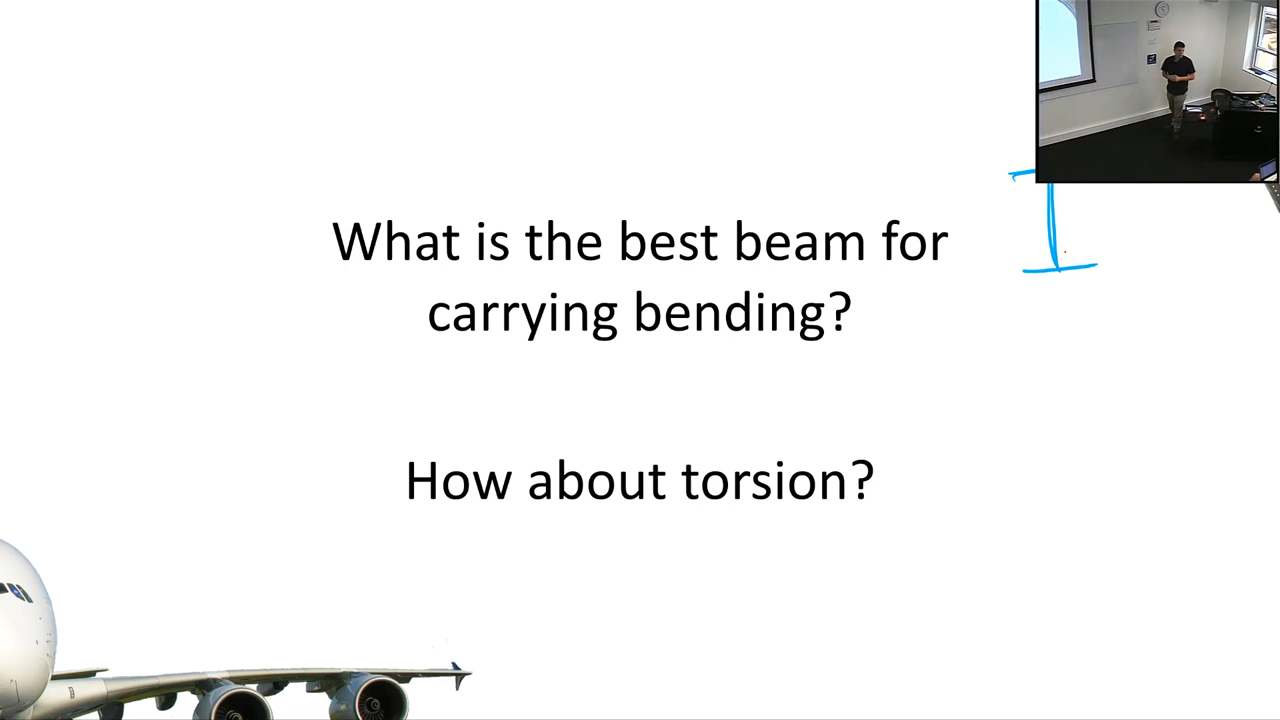 What is the best beam for
carrying bending?
How about torsion?